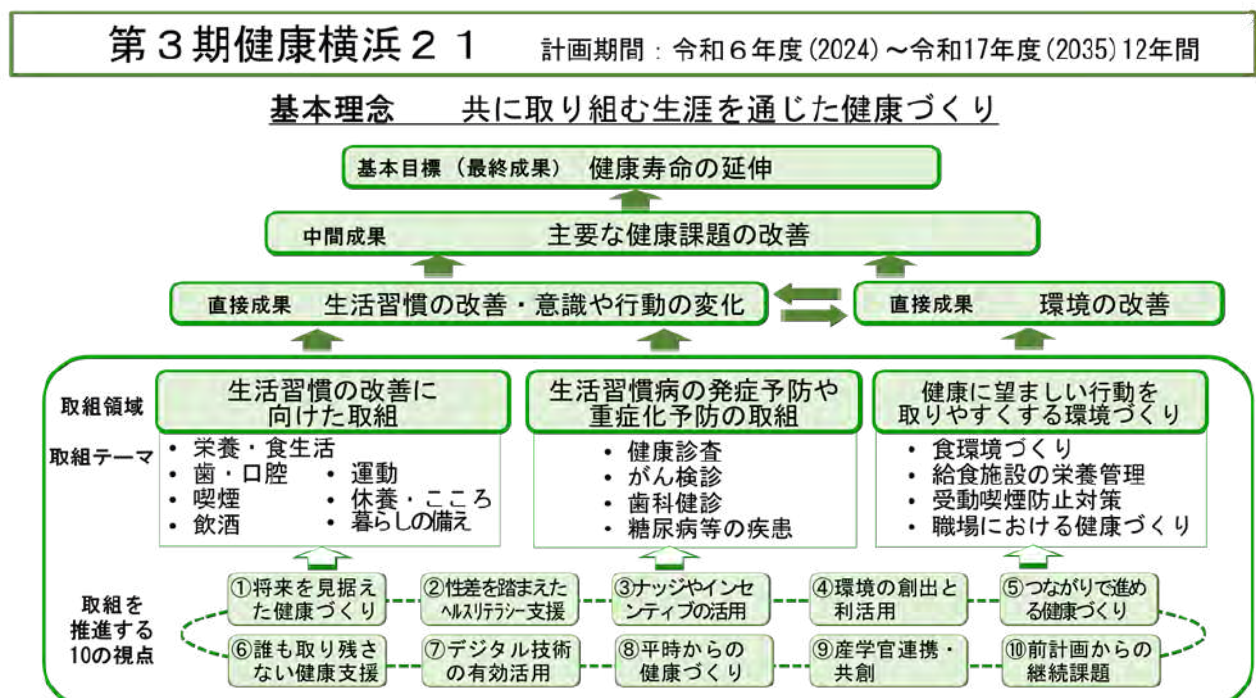 第３期健康横浜２１ 計画期間：令和６年度(2024)～令和17年度(2035)12年間
基本理念 共に取り組む生涯を通じた健康づくり
基本目標（最終成果） 健康寿命の延伸
中間成果 主要な健康課題の改善
直接成果 生活習慣の改善・意識や行動の変化
直接成果 環境の改善
取組領域
生活習慣の改善に
向けた取組
生活習慣病の発症予防や
重症化予防の取組
健康に望ましい行動を
取りやすくする環境づくり
取組テーマ
• 栄養・食生活
• 歯・口腔
• 喫煙
• 飲酒
• 運動
• 休養・こころ
• 暮らしの備え
• 健康診査
• がん検診
• 歯科健診
• 糖尿病等の疾患
• 食環境づくり
• 給食施設の栄養管理
• 受動喫煙防止対策
• 職場における健康づくり
取組を
推進する
10の視点
①将来を見据え
た健康づくり
②性差を踏まえた
ヘルスリテラシー支援
③ナッジやインセ
ンティブの活用
④環境の創出と
利活用
⑤つながりで進め
る健康づくり
⑥誰も取り残さ
ない健康支援
⑦デジタル技術
の有効活用
⑧平時からの
健康づくり
⑨産学官連携・
共創
⑩前計画からの
継続課題